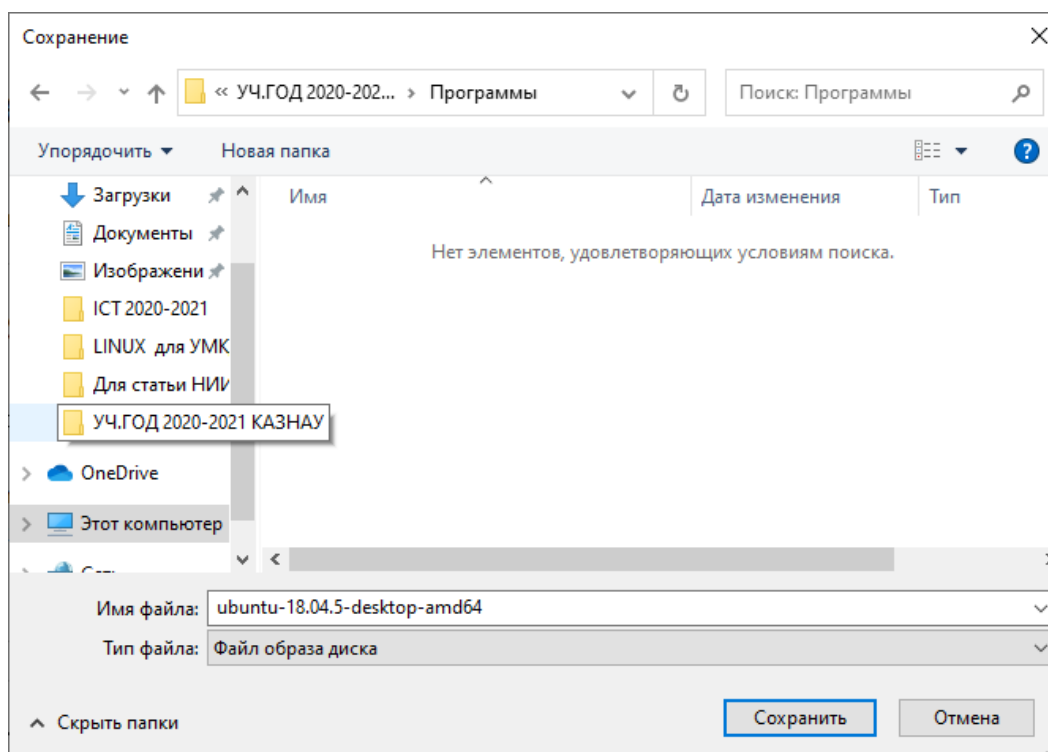 Сохранение
« УЧ.ГОД 2020-202... › Программы
Поиск: Программы
Упорядочить
Новая папка
Имя
Дата изменения
Тип
Загрузки
Документы
Изображени
ICT 2020-2021
LINUX для УМК
Для статьи НИИ
УЧ.ГОД 2020-2021 КАЗНАУ
OneDrive
Этот компьютер
Нет элементов, удовлетворяющих условиям поиска.
Имя файла: ubuntu-18.04.5-desktop-amd64
Тип файла: Файл образа диска
Скрыть папки
Сохранить
Отмена